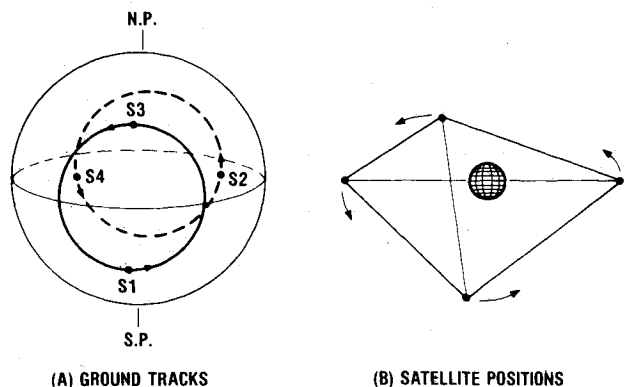 N.P.
S3
S4
S2
S1
S.P.
(A) GROUND TRACKS
(B) SATELLITE POSITIONS